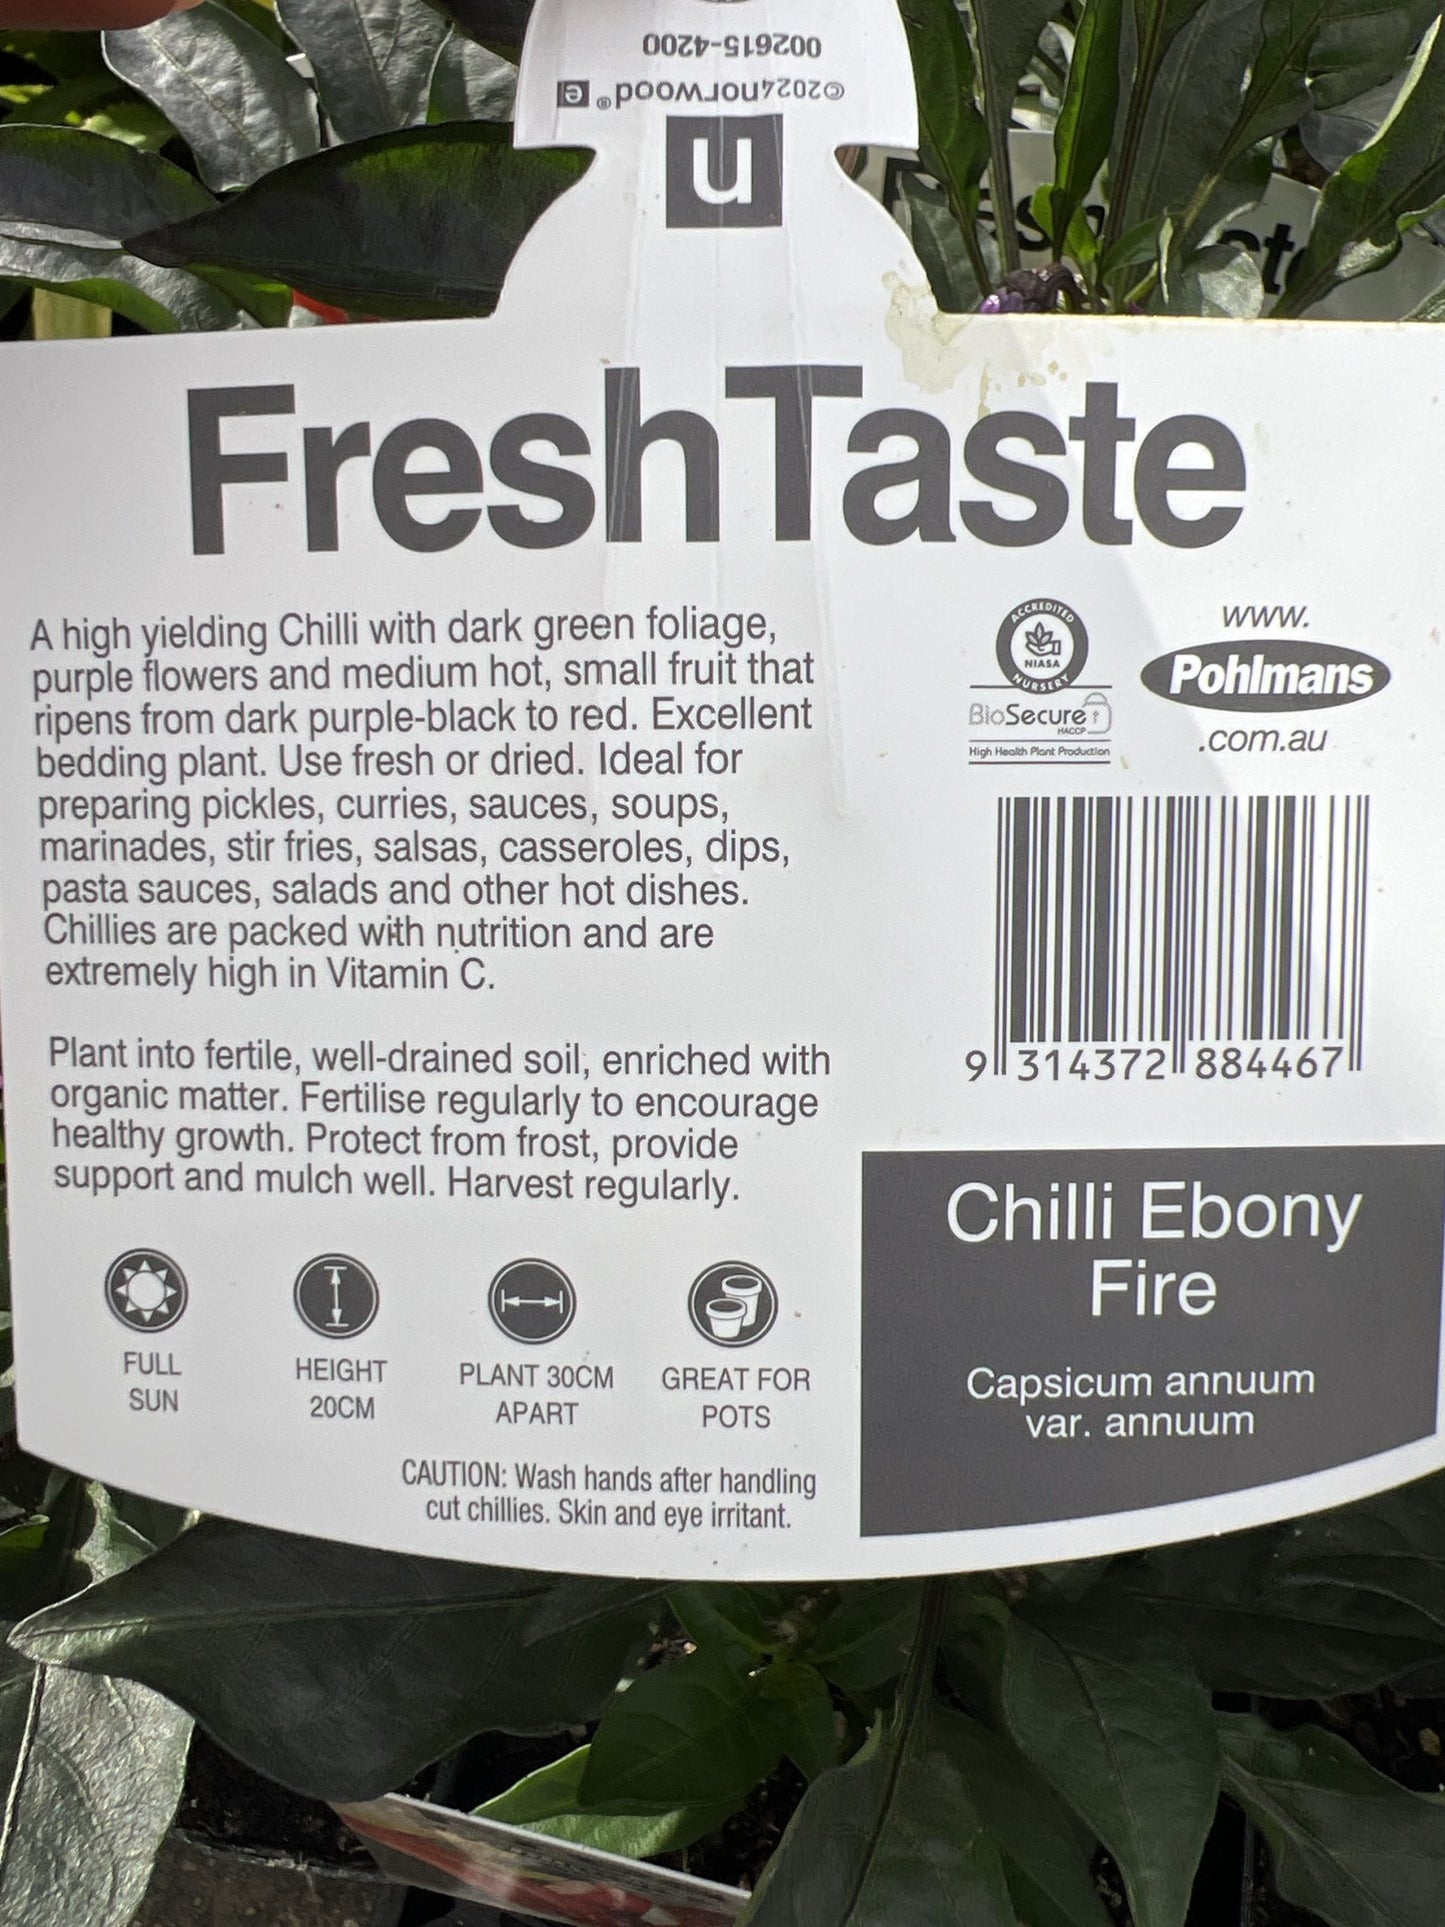 002615-4200
©2024norwood® e
n
FreshTaste
A high yielding Chilli with dark green foliage,
purple flowers and medium hot, small fruit that
ripens from dark purple-black to red. Excellent
bedding plant. Use fresh or dried. Ideal for
preparing pickles, curries, sauces, soups,
marinades, stir fries, salsas, casseroles, dips,
pasta sauces, salads and other hot dishes.
Chillies are packed with nutrition and are
extremely high in Vitamin C.
Plant into fertile, well-drained soil, enriched with
organic matter. Fertilise regularly to encourage
healthy growth. Protect from frost, provide
support and mulch well. Harvest regularly.
FULL
SUN
HEIGHT
20CM
PLANT 30CM
APART
GREAT FOR
POTS
CAUTION: Wash hands after handling
cut chillies. Skin and eye irritant.
ACCREDITED
NIASA
NURSERY
BioSecure
HACCP
High Health Plant Production
www.
Pohlmans
.com.au
9 314372 884467
Chilli Ebony
Fire
Capsicum annuum
var. annuum